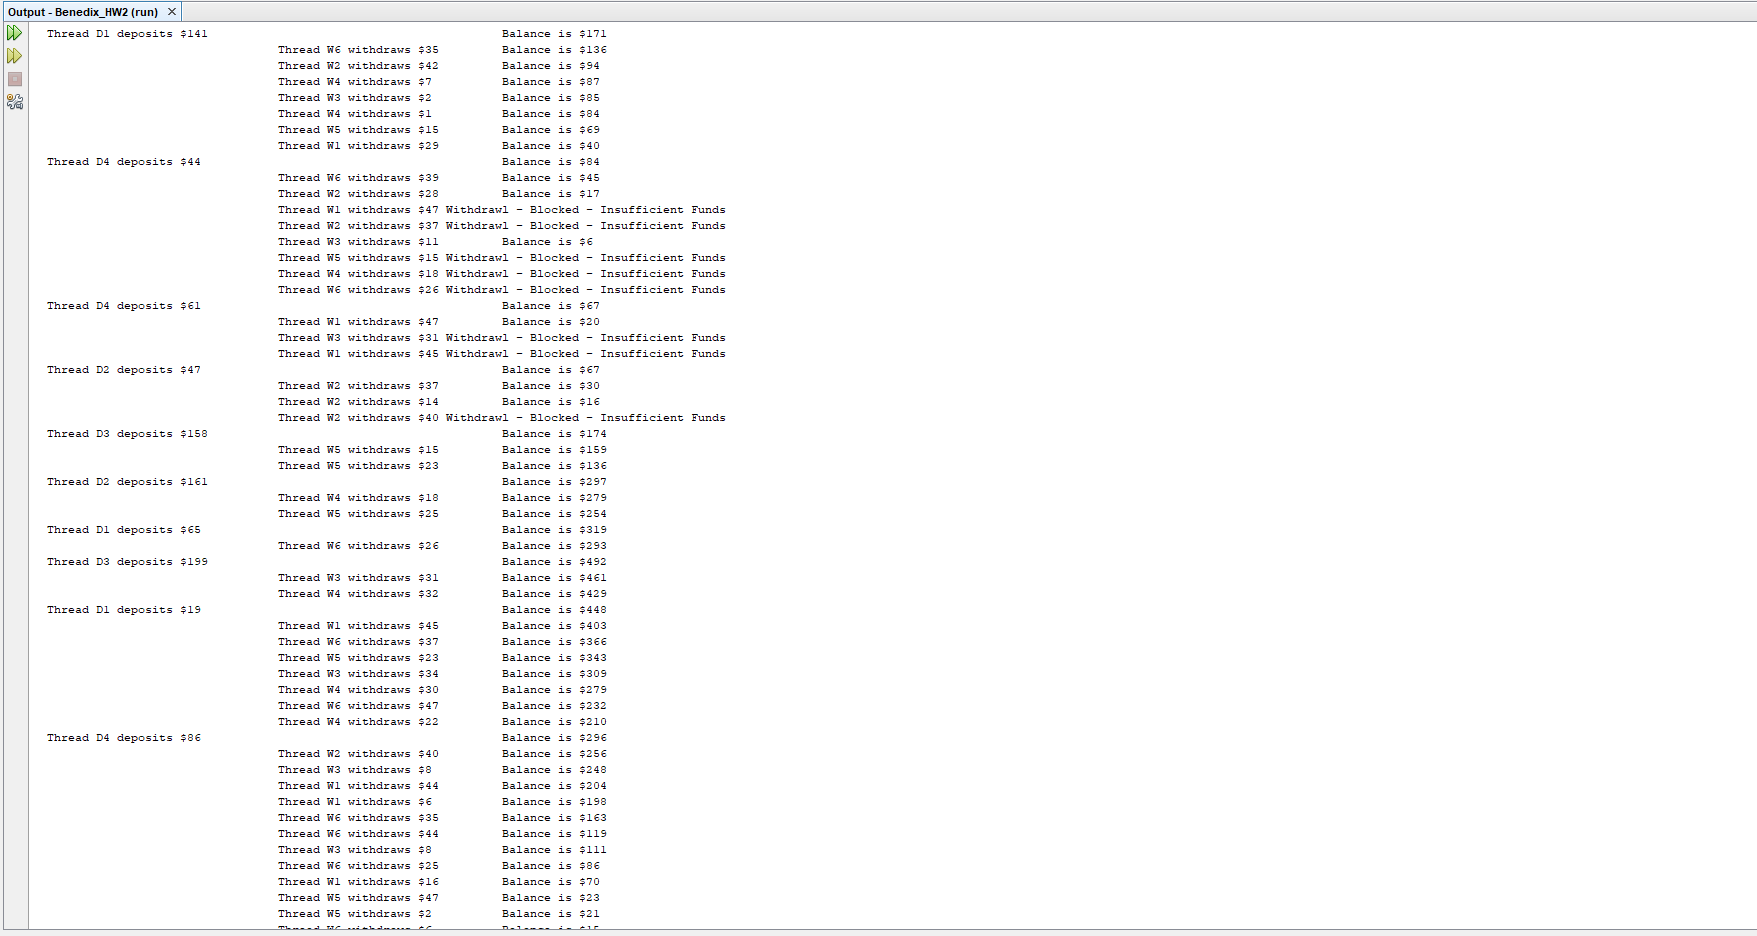 Output - Benedix_HW2 (run)
Thread D1 deposits $141 Balance is $171
Thread W6 withdraws $35 Balance is $136
Thread W2 withdraws $42 Balance is $94
Thread W4 withdraws $7 Balance is $87
Thread W3 withdraws $2 Balance is $85
Thread W4 withdraws $1 Balance is $84
Thread W5 withdraws $15 Balance is $69
Thread W1 withdraws $29 Balance is $40
Thread D4 deposits $44 Balance is $84
Thread W6 withdraws $39 Balance is $45
Thread W2 withdraws $28 Balance is $17
Thread W1 withdraws $47 Withdrawl - Blocked - Insufficient Funds
Thread W2 withdraws $37 Withdrawl - Blocked - Insufficient Funds
Thread W3 withdraws $11 Balance is $6
Thread W5 withdraws $15 Withdrawl - Blocked - Insufficient Funds
Thread W4 withdraws $18 Withdrawl - Blocked - Insufficient Funds
Thread W6 withdraws $26 Withdrawl - Blocked - Insufficient Funds
Thread D4 deposits $61 Balance is $67
Thread W1 withdraws $47 Balance is $20
Thread W3 withdraws $31 Withdrawl - Blocked - Insufficient Funds
Thread W1 withdraws $45 Withdrawl - Blocked - Insufficient Funds
Thread D2 deposits $47 Balance is $67
Thread W2 withdraws $37 Balance is $30
Thread W2 withdraws $14 Balance is $16
Thread W2 withdraws $40 Withdrawl - Blocked - Insufficient Funds
Thread D3 deposits $158 Balance is $174
Thread W5 withdraws $15 Balance is $159
Thread W5 withdraws $23 Balance is $136
Thread D2 deposits $161 Balance is $297
Thread W4 withdraws $18 Balance is $279
Thread W5 withdraws $25 Balance is $254
Thread D1 deposits $65 Balance is $319
Thread W6 withdraws $26 Balance is $293
Thread D3 deposits $199 Balance is $492
Thread W3 withdraws $31 Balance is $461
Thread W4 withdraws $32 Balance is $429
Thread D1 deposits $19 Balance is $448
Thread W1 withdraws $45 Balance is $403
Thread W6 withdraws $37 Balance is $366
Thread W5 withdraws $23 Balance is $343
Thread W3 withdraws $34 Balance is $309
Thread W4 withdraws $30 Balance is $279
Thread W6 withdraws $47 Balance is $232
Thread W4 withdraws $22 Balance is $210
Thread D4 deposits $86 Balance is $296
Thread W2 withdraws $40 Balance is $256
Thread W3 withdraws $8 Balance is $248
Thread W1 withdraws $44 Balance is $204
Thread W1 withdraws $6 Balance is $198
Thread W6 withdraws $35 Balance is $163
Thread W6 withdraws $44 Balance is $119
Thread W3 withdraws $8 Balance is $111
Thread W6 withdraws $25 Balance is $86
Thread W1 withdraws $16 Balance is $70
Thread W5 withdraws $47 Balance is $23
Thread W5 withdraws $2 Balance is $21